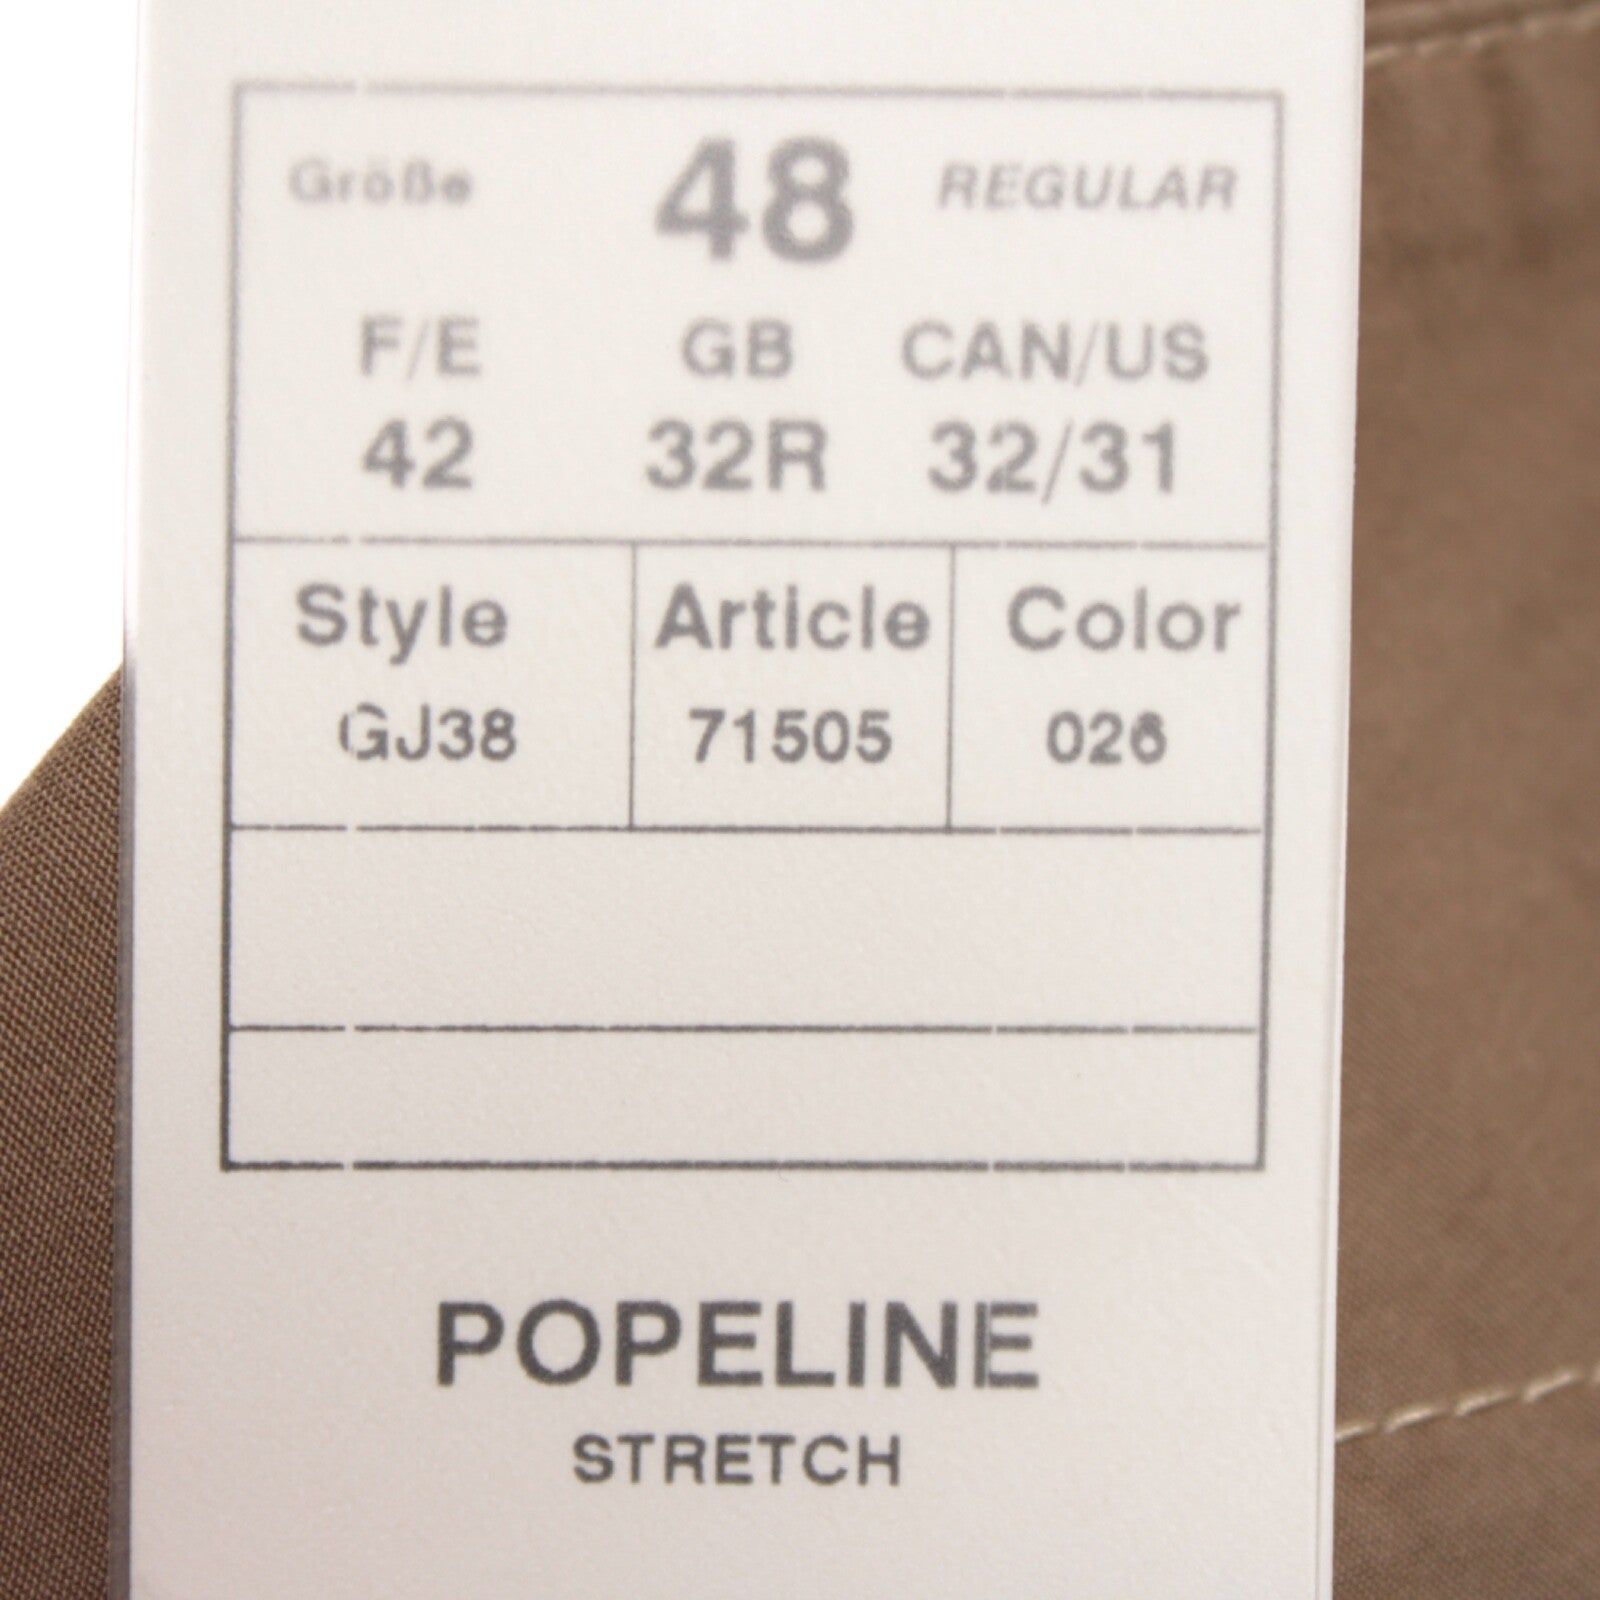 Größe 48 REGULAR
F/E GB CAN/US
42 32R 32/31
Style Article Color
GJ38 71505 026
POPELINE
STRETCH